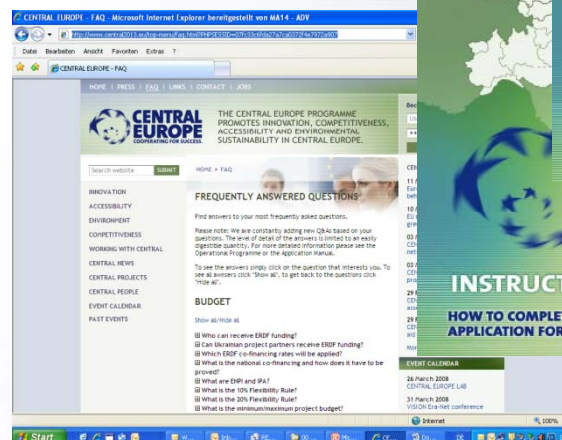 CENTRAL EUROPE - FAQ - Microsoft Internet Explorer bereitgestellt von MA14 - ADV
Datei Bearbeiten Ansicht Favoriten Extras ?
CENTRAL EUROPE - FAQ
HOME | PRESS | FAQ | LINKS | CONTACT | JOBS
CENTRAL
EUROPE
COOPERATING FOR SUCCESS.
THE CENTRAL EUROPE PROGRAMME
PROMOTES INNOVATION, COMPETITIVENESS,
ACCESSIBILITY AND ENVIRONMENTAL
SUSTAINABILITY IN CENTRAL EUROPE.
Search website SUBMIT
HOME > FAQ
INNOVATION
ACCESSIBILITY
ENVIRONMENT
COMPETITIVENESS
WORKING WITH CENTRAL
CENTRAL NEWS
CENTRAL PROJECTS
CENTRAL PEOPLE
EVENT CALENDAR
PAST EVENTS
FREQUENTLY ANSWERED QUESTIONS
Find answers to your most frequently asked questions.
Please note: We are constantly adding new Q&As based on your
questions. The level of detail of the answers is limited to an easily
digestible quantity. For more detailed information please see the
Operational Programme or the Application Manual.
To see the answers simply click on the question that interests you. To
see all answers click "Show all", to get back to the questions click
"Hide all".
BUDGET
Show all/Hide all
Who can receive ERDF funding?
Can Ukrainian project partners receive ERDF funding?
Which ERDF co-financing rates will be applied?
What is the national co-financing and how does it have to be
proved?
What are ENPI and IPA?
What is the 10% Flexibility Rule?
What is the 20% Flexibility Rule?
What is the minimum/maximum project budget?
INSTRUCT
HOW TO COMPLE
APPLICATION FOR
EVENT CALENDAR
26 March 2008
CENTRAL EUROPE LAB
31 March 2008
VISION Era-Net conference
Internet
100%
Start
DE